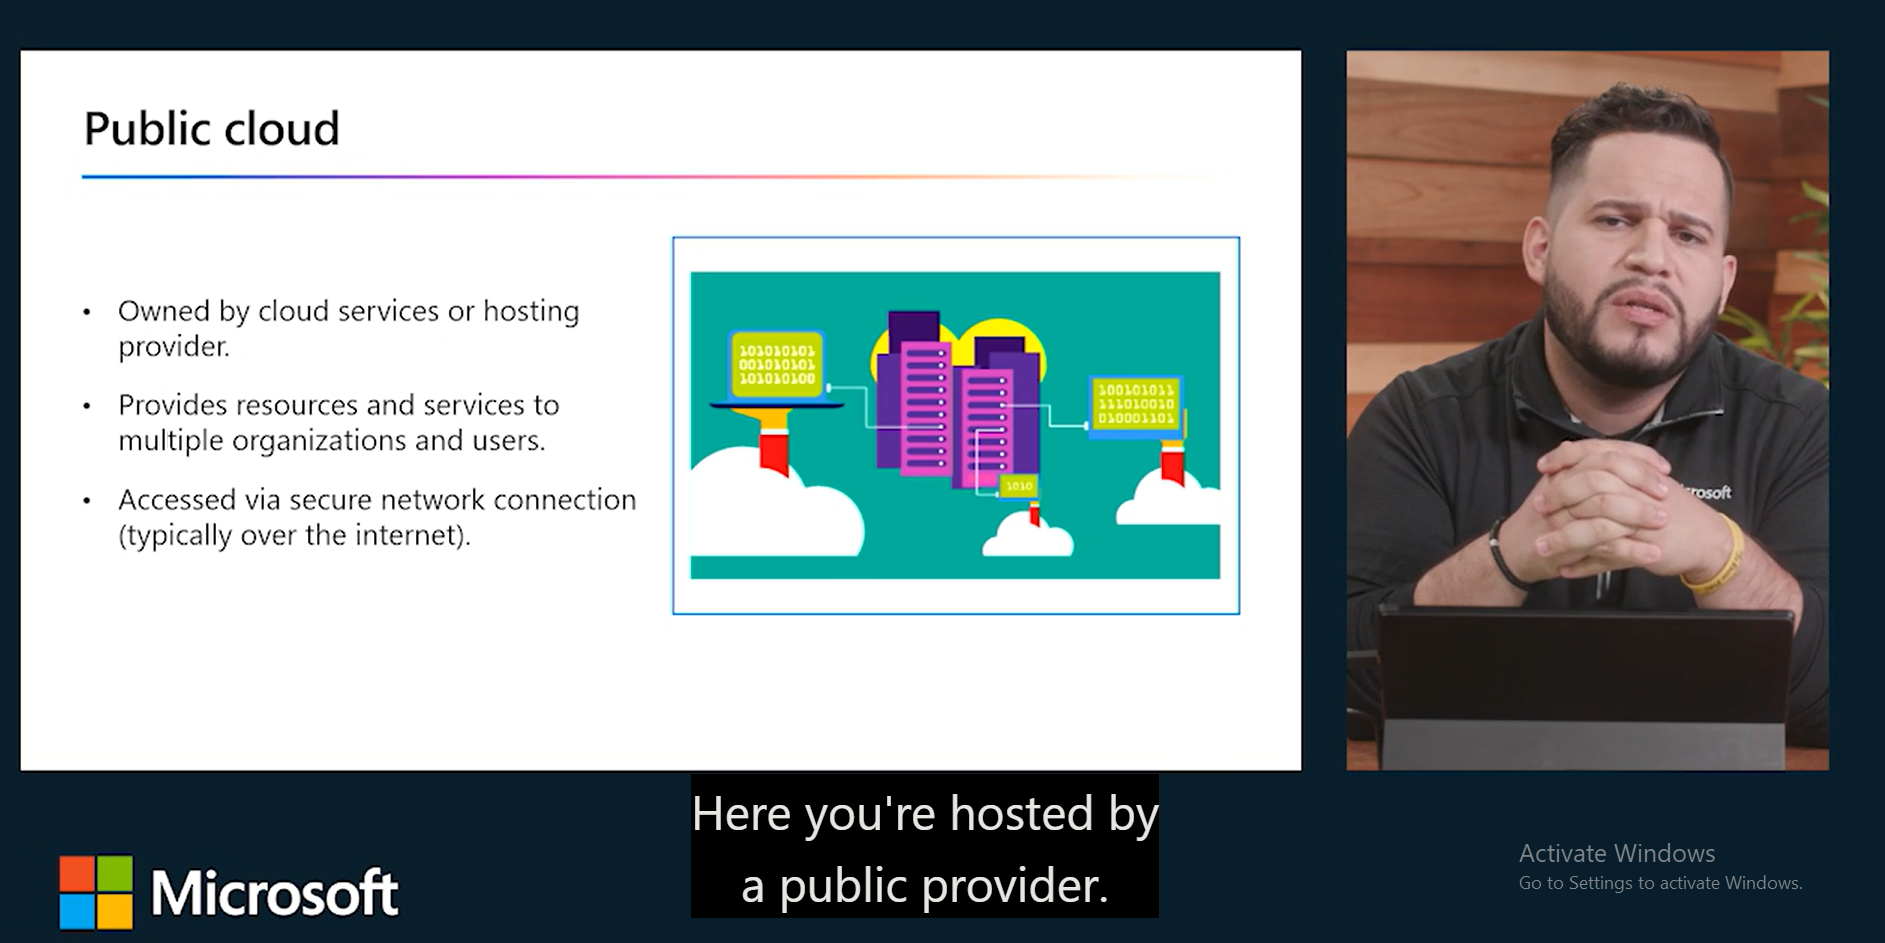 Public cloud
• Owned by cloud services or hosting
provider.
• Provides resources and services to
multiple organizations and users.
• Accessed via secure network connection
(typically over the internet).
101010101
001010101
101010100
100101011
111010010
010001101
1010
crosoft
Here you're hosted by
a public provider.
Microsoft
Activate Windows
Go to Settings to activate Windows.